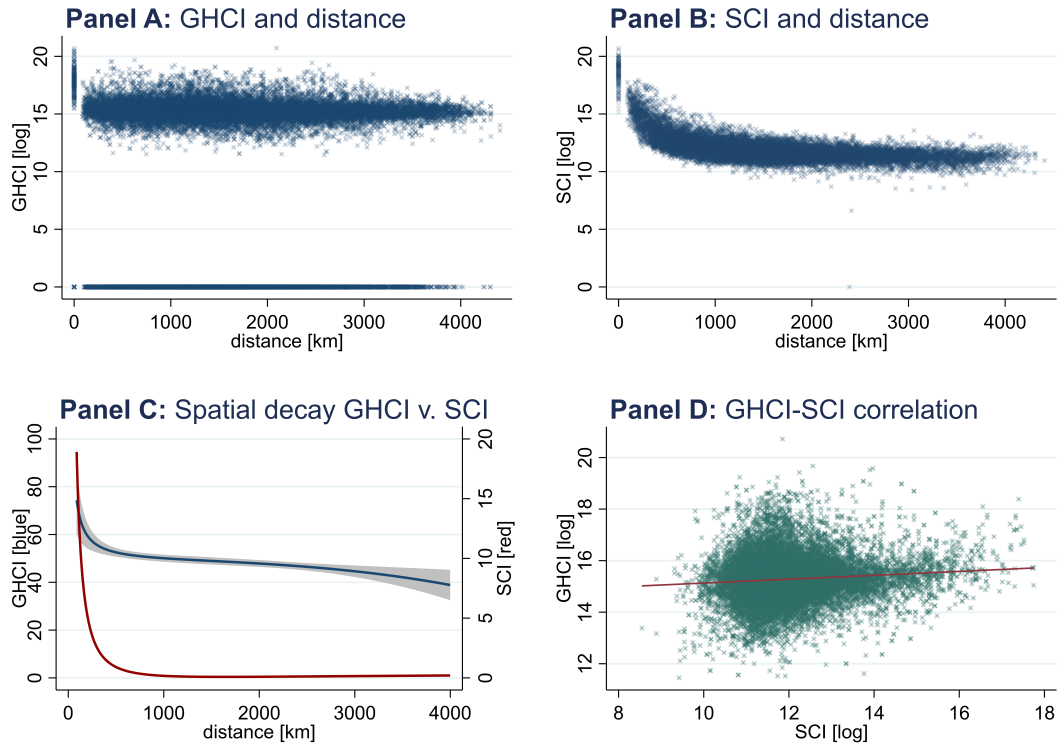 Panel A: GHCI and distance
GHCI [log]
20
15
10
5
0
0 1000 2000 3000 4000
distance [km]
Panel B: SCI and distance
SCI [log]
20
15
10
5
0
0 1000 2000 3000 4000
distance [km]
Panel C: Spatial decay GHCI v. SCI
GHCI [blue]
100
80
60
40
20
0
SCI [red]
20
15
10
5
0
0 1000 2000 3000 4000
distance [km]
Panel D: GHCI-SCI correlation
GHCI [log]
20
18
16
14
12
8 10 12 14 16 18
SCI [log]